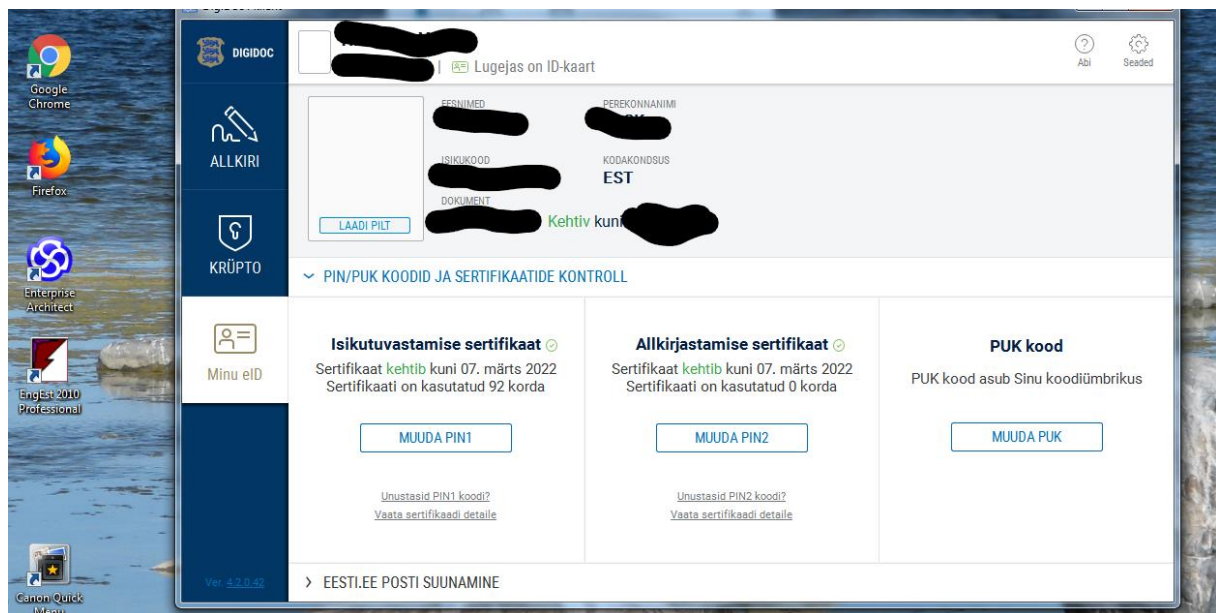 Google
Chrome
Firefox
Enterprise
Architect
EngEst 2010
Professional
Canon Quick
Menu
DIGIDOC
ALLKIRI
KRÜPTO
Minu eID
Ver. 4.2.0.42
| Lugejas on ID-kaart
Abi
Seaded
EESNIMED
PEREKONNANIMI
ISIKUKOOD
KODAKONDSUS
EST
DOKUMENT
LAADI PILT
Kehtiv kuni
PIN/PUK KOODID JA SERTIFIKAATIDE KONTROLL
Isikutuvastamise sertifikaat
Sertifikaat kehtib kuni 07. märts 2022
Sertifikaati on kasutatud 92 korda
MUUDA PIN1
Unustasid PIN1 koodi?
Vaata sertifikaadi detaile
Allkirjastamise sertifikaat
Sertifikaat kehtib kuni 07. märts 2022
Sertifikaati on kasutatud 0 korda
MUUDA PIN2
Unustasid PIN2 koodi?
Vaata sertifikaadi detaile
PUK kood
PUK kood asub Sinu koodiümbrikus
MUUDA PUK
EESTI.EE POSTI SUUNAMINE